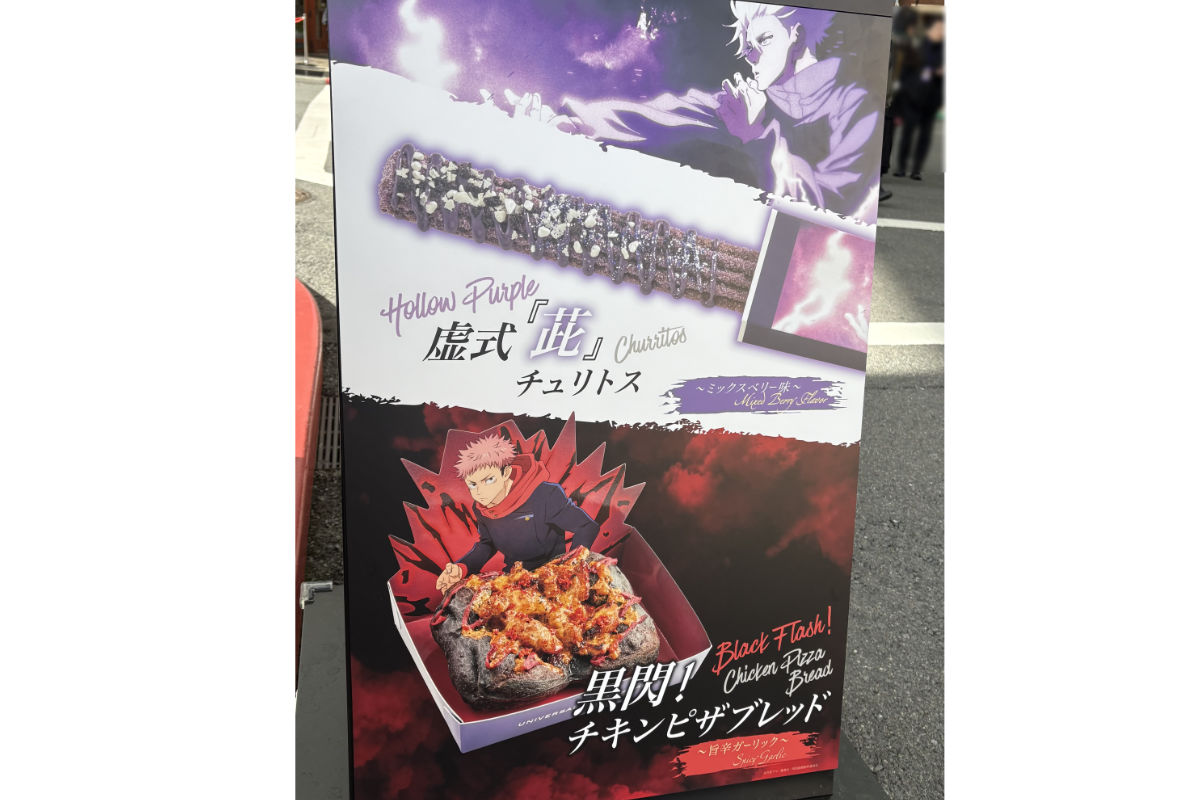 Hollow Purple
虚式『茈』 Churritos
チュリトス
～ミックスベリー味～
Mixed Berry Flavor
Black Flash!
Chicken Pizza
Bread
黒閃!
UNIVERSA
チキンピザブレッド
～旨辛ガーリック～
Spicy Garlic